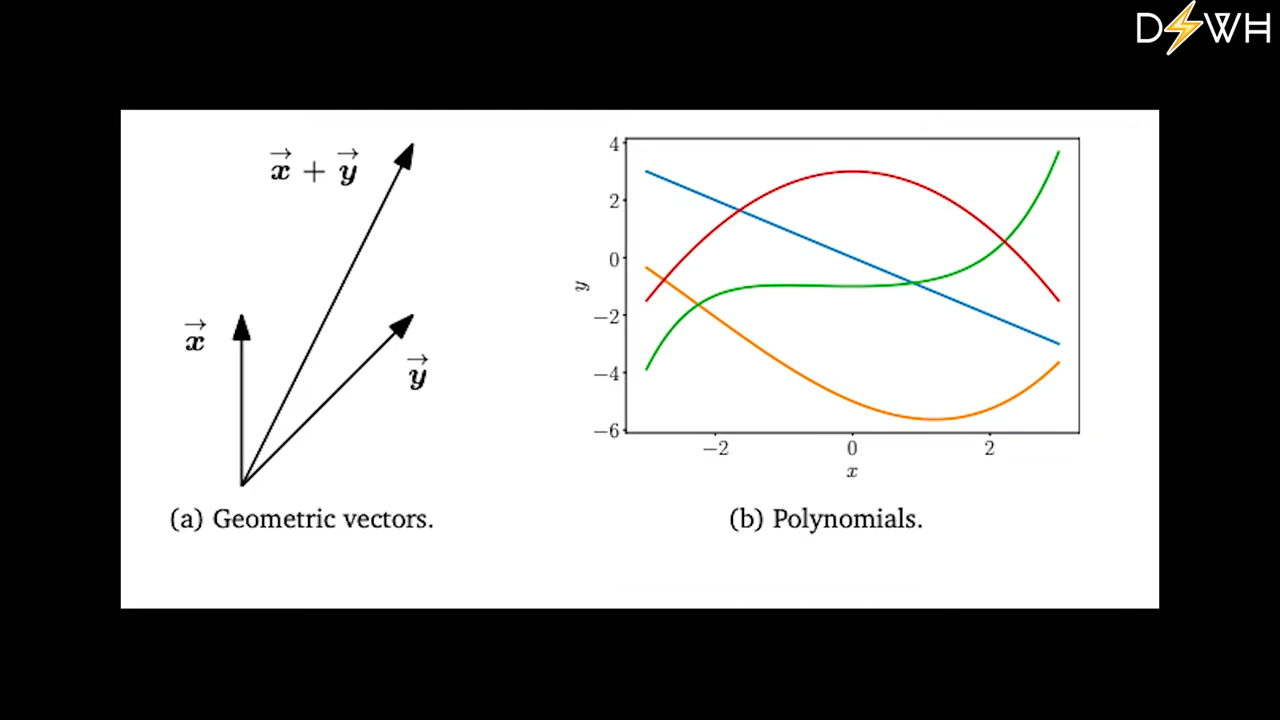 D⚡WH
x⃗ + y⃗
x⃗
y⃗
(a) Geometric vectors.
4
2
0
−2
−4
−6
y
−2 0 2
x
(b) Polynomials.